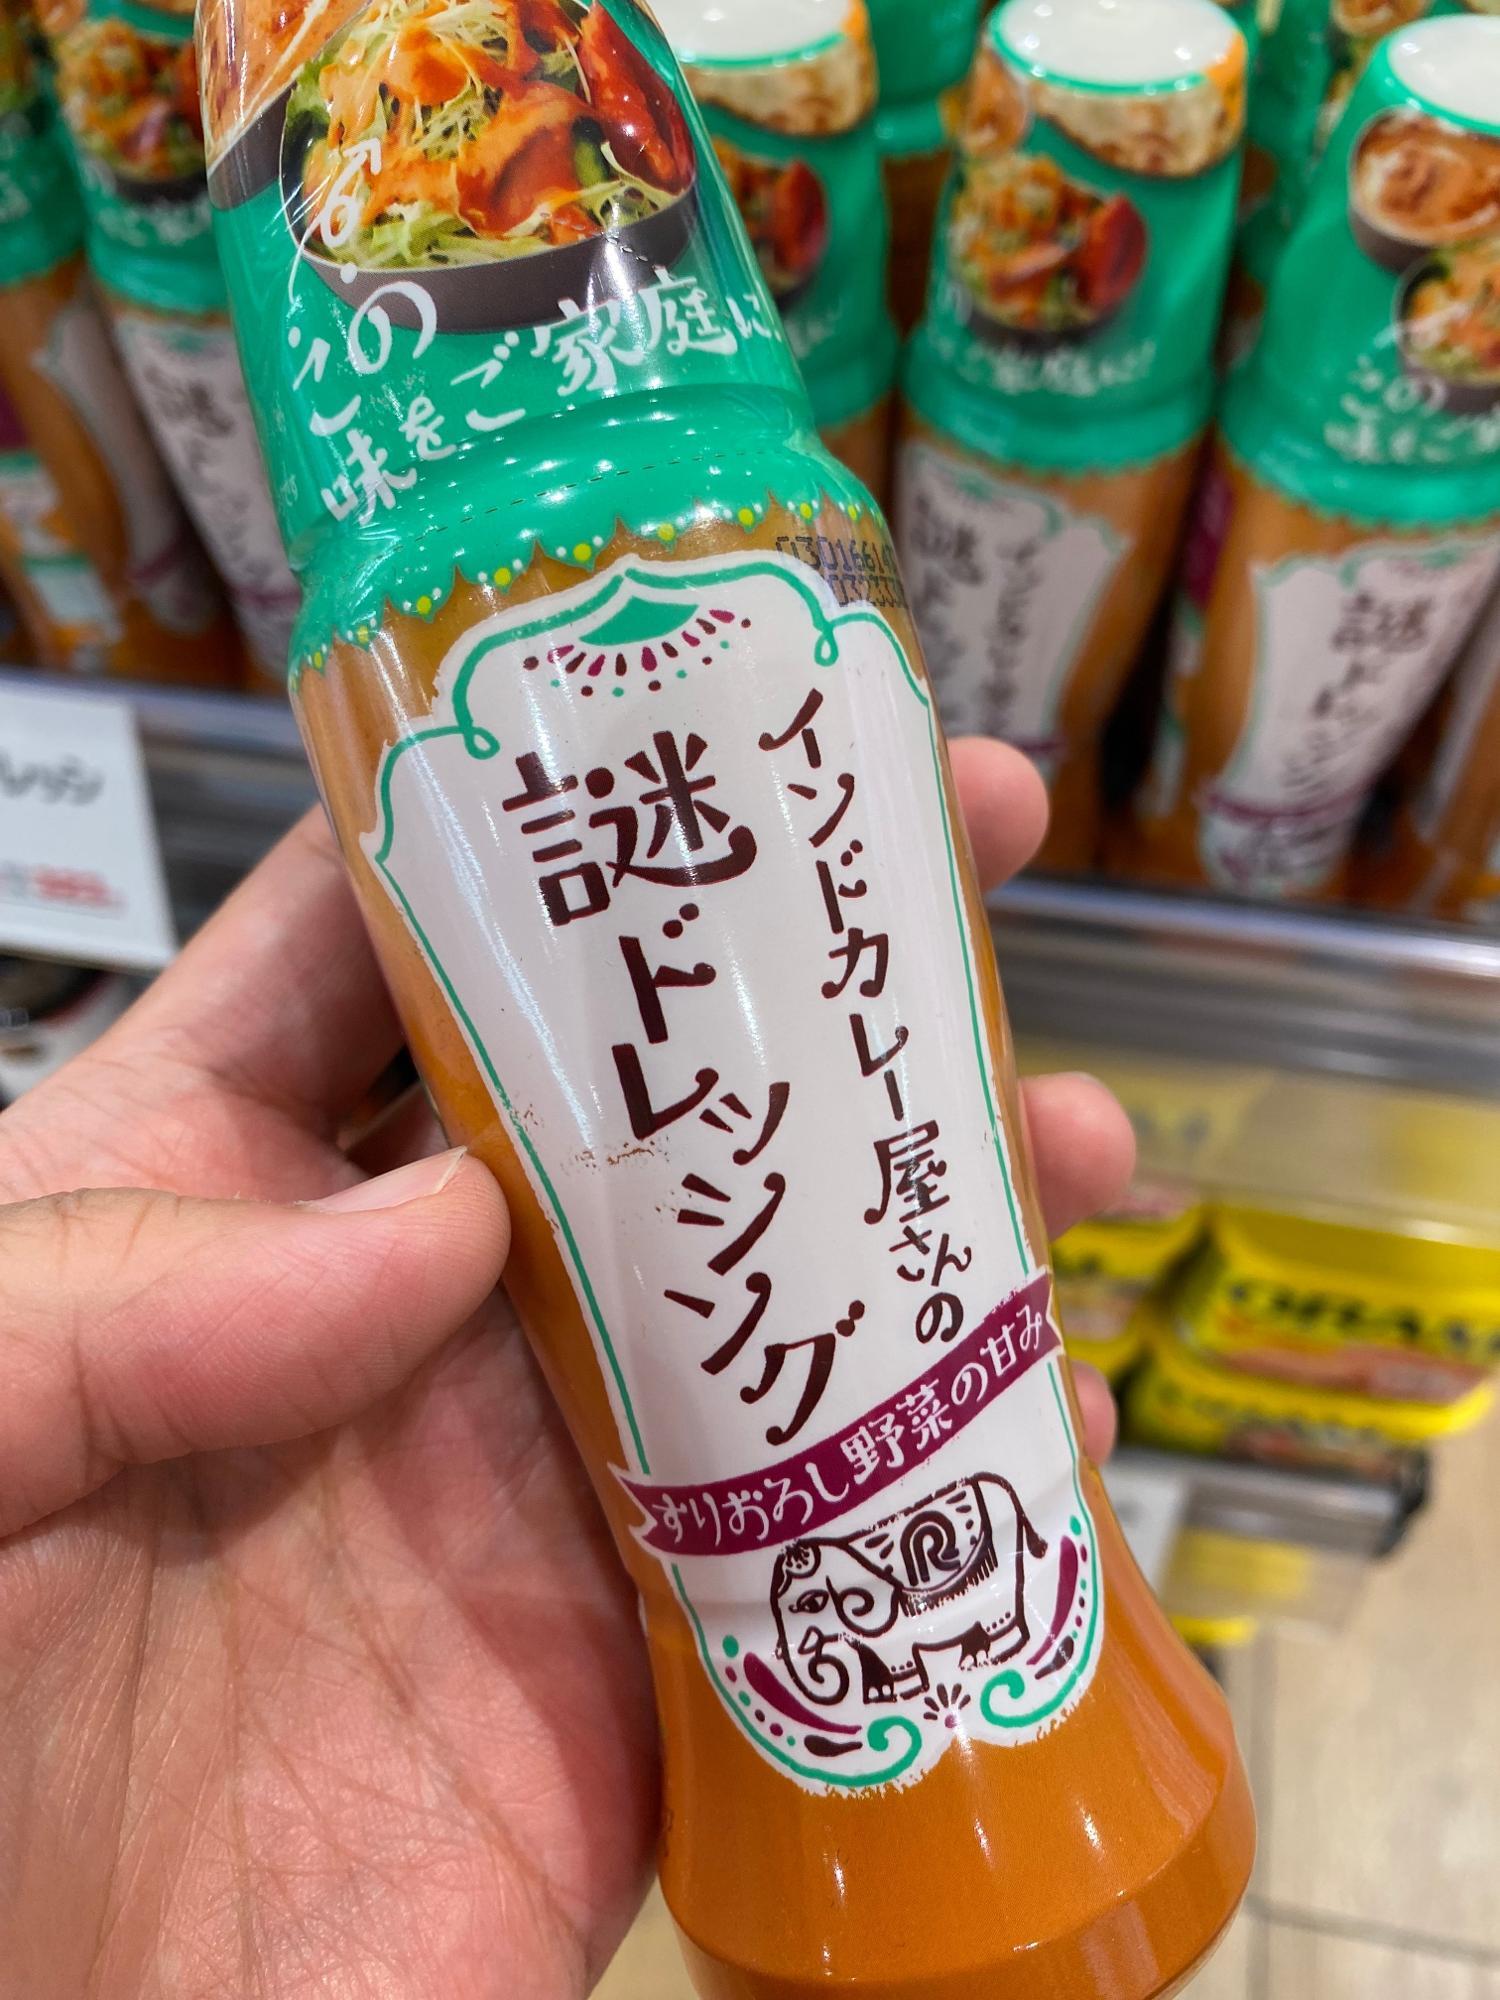 この
味をご家庭に!
インドカレー屋さんの
謎ドレッシング
すりおろし野菜の甘み
R